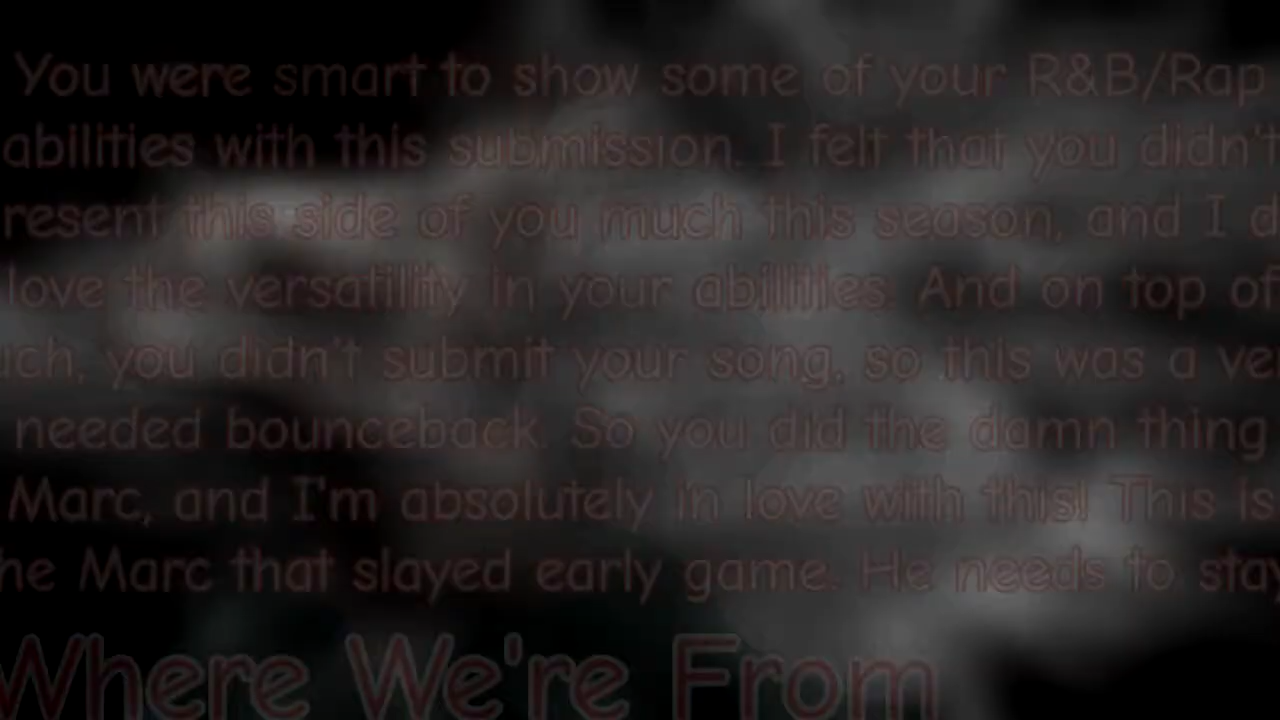 You were smart to show some of your R&B/Rap
abilities with this submission. I felt that you didn't
resent this side of you much this season, and I d
love the versatility in your abilities. And on top of
uch, you didn't submit your song, so this was a ve
needed bounceback. So you did the damn thing
Marc, and I'm absolutely in love with this! This is
he Marc that slayed early game. He needs to stay
Where We're From